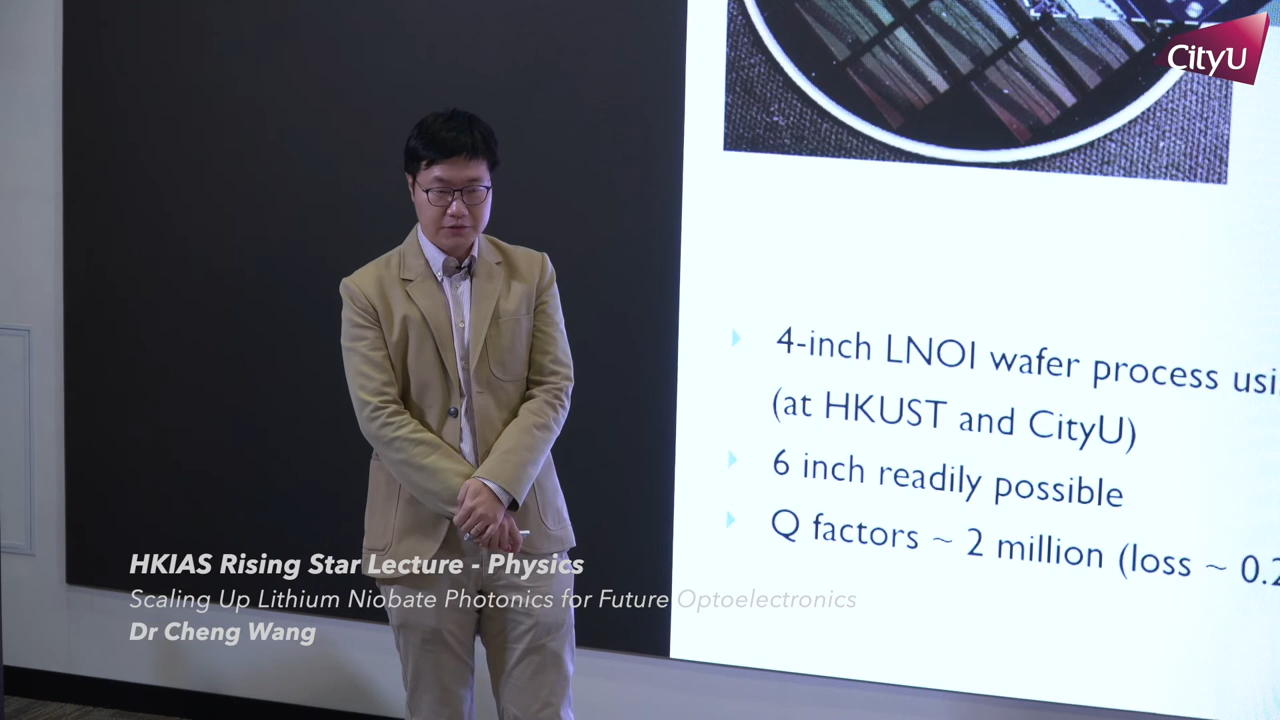 CityU
4-inch LNOI wafer process
(at HKUST and CityU)
6 inch readily possible
Q factors ~ 2 million (loss ~ 0.2
HKIAS Rising Star Lecture - Physics
Scaling Up Lithium Niobate Photonics for Future Optoelectronics
Dr Cheng Wang